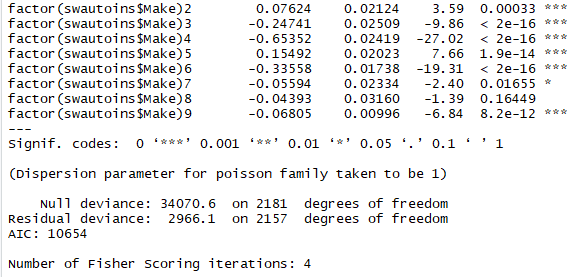 factor(swautoins$Make)2 0.07624 0.02124 3.59 0.00033 ***
factor(swautoins$Make)3 -0.24741 0.02509 -9.86 < 2e-16 ***
factor(swautoins$Make)4 -0.65352 0.02419 -27.02 < 2e-16 ***
factor(swautoins$Make)5 0.15492 0.02023 7.66 1.9e-14 ***
factor(swautoins$Make)6 -0.33558 0.01738 -19.31 < 2e-16 ***
factor(swautoins$Make)7 -0.05594 0.02334 -2.40 0.01655 *
factor(swautoins$Make)8 -0.04393 0.03160 -1.39 0.16449
factor(swautoins$Make)9 -0.06805 0.00996 -6.84 8.2e-12 ***
---
Signif. codes: 0 ‘***’ 0.001 ‘**’ 0.01 ‘*’ 0.05 ‘.’ 0.1 ‘ ’ 1
(Dispersion parameter for poisson family taken to be 1)
Null deviance: 34070.6 on 2181 degrees of freedom
Residual deviance: 2966.1 on 2157 degrees of freedom
AIC: 10654
Number of Fisher Scoring iterations: 4